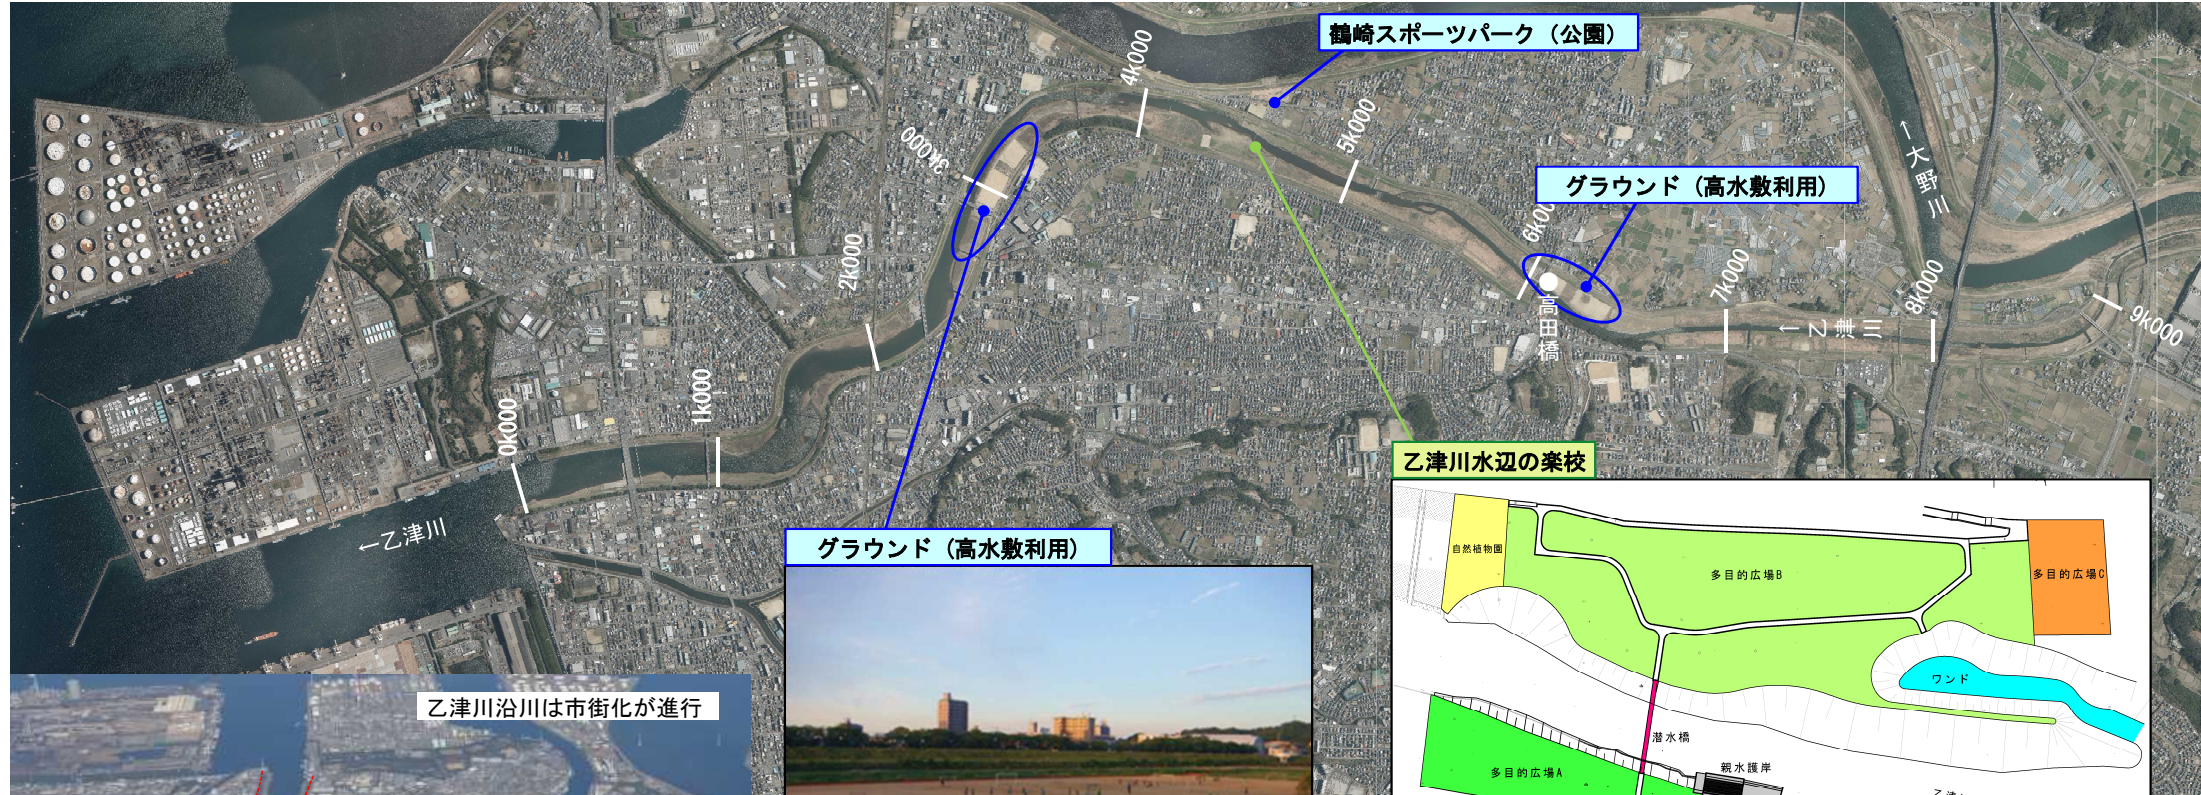 鶴崎スポーツパーク（公園）
4k000
3k000
5k000
←大野川
グラウンド（高水敷利用）
6k00
2k000
7k000
8k000
9k000
高田橋
←乙津川
1k000
0k000
乙津川水辺の楽校
←乙津川
グラウンド（高水敷利用）
自然植物園
多目的広場B
多目的広場C
ワンド
乙津川沿川は市街化が進行
潜水橋
親水護岸
多目的広場A